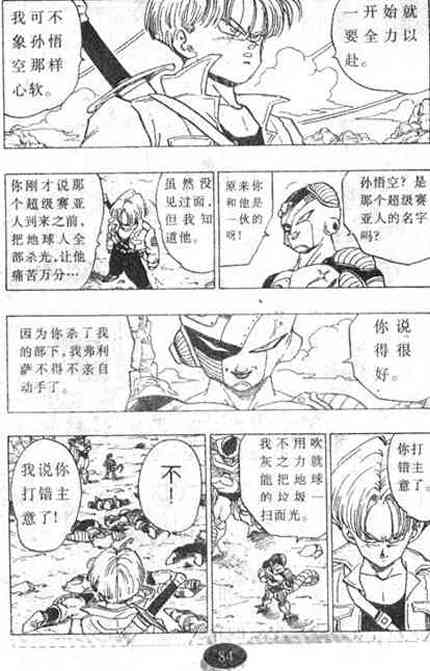 一开始就
要全力以
赴。
我可不
象孙悟
空那样
心软。
孙悟空?是
那个超级赛
亚人的名字
吗?
原来你
和他是
一伙的
呀!
虽然没
见过面,
但我知
道他。
你刚才说那
个超级赛亚
人到来之前,
把地球人全
部杀光,让他
痛苦万分…
你说
得很
好。
因为你杀了我
的部下,我弗利
萨不得不亲自
动手了。
你打
错主
意了。
我不用吹
灰之力就
能把地球
的垃圾一
扫面光。
不!
我说你
打错主
意了!
84